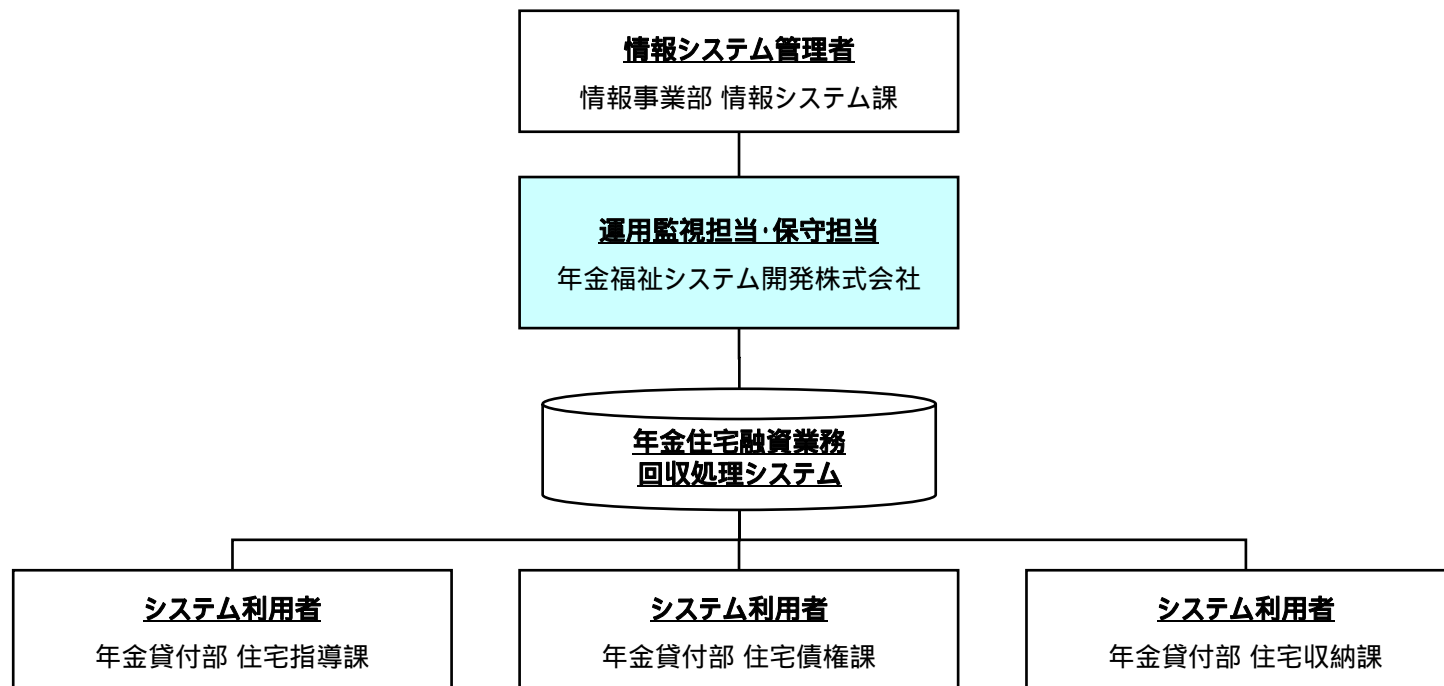 情報システム管理者
情報事業部 情報システム課
運用監視担当・保守担当
年金福祉システム開発株式会社
年金住宅融資業務
回収処理システム
システム利用者
年金貸付部 住宅指導課
システム利用者
年金貸付部 住宅債権課
システム利用者
年金貸付部 住宅収納課